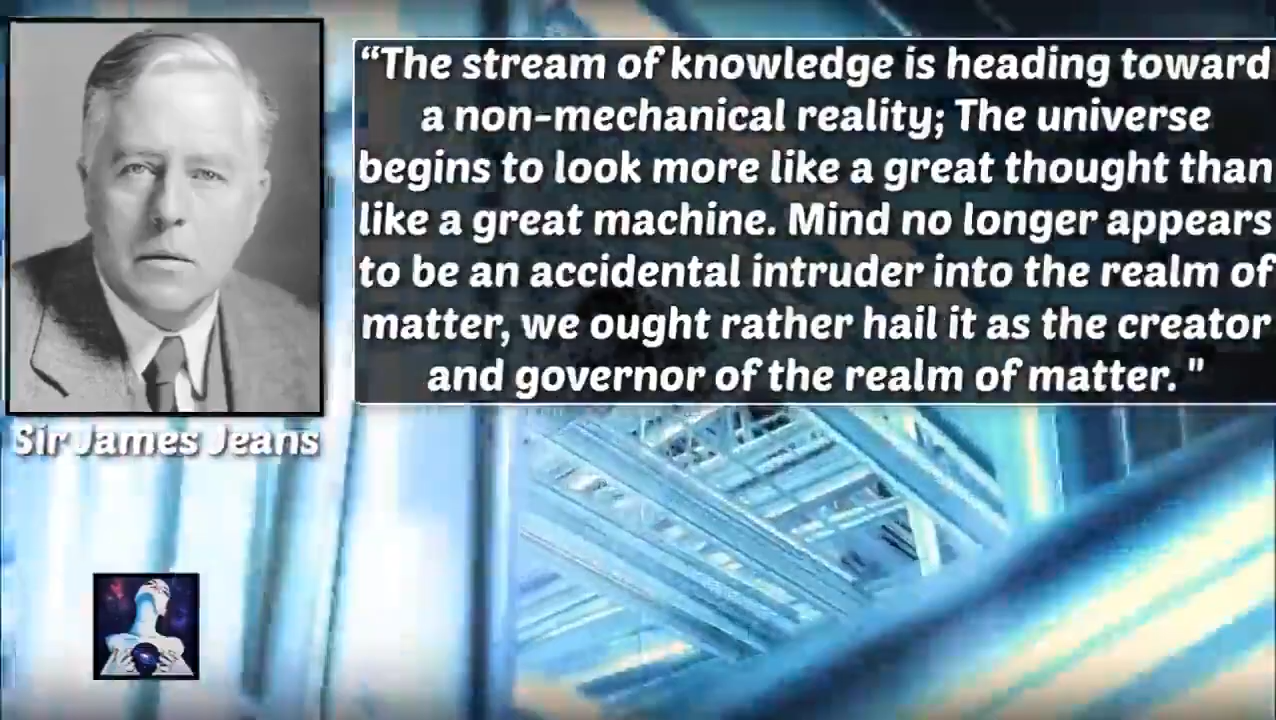 “The stream of knowledge is heading toward
a non-mechanical reality; The universe
begins to look more like a great thought than
like a great machine. Mind no longer appears
to be an accidental intruder into the realm of
matter, we ought rather hail it as the creator
and governor of the realm of matter. "
Sir James Jeans